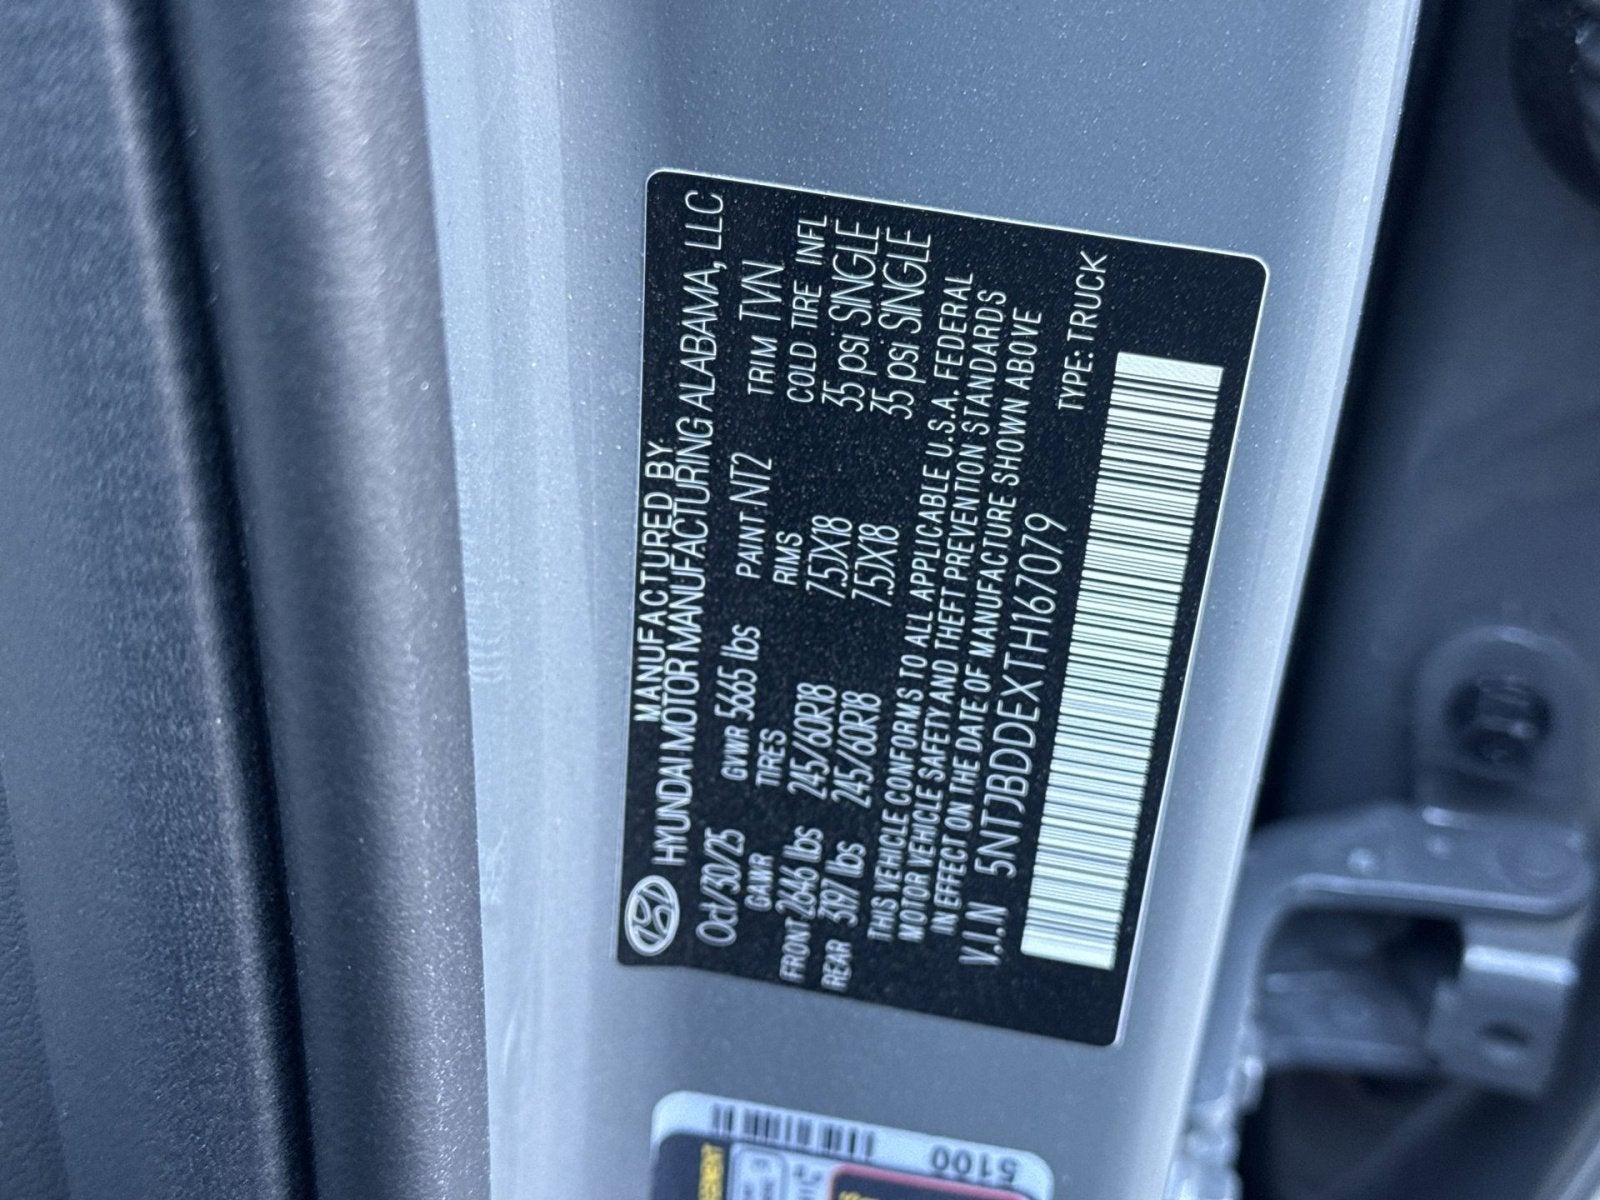 MANUFACTURED BY
HYUNDAI MOTOR MANUFACTURING ALABAMA, LLC
Oct/30/25 GVWR 5665 lbs PAINT: NT2 TRIM TVN
GAWR TIRES RIMS COLD TIRE INFL
FRONT 2646 lbs 245/60R18 7.5JX18 35 psi SINGLE
REAR 3197 lbs 245/60R18 7.5JX18 35 psi SINGLE
THIS VEHICLE CONFORMS TO ALL APPLICABLE U.S.A. FEDERAL
MOTOR VEHICLE SAFETY AND THEFT PREVENTION STANDARDS
IN EFFECT ON THE DATE OF MANUFACTURE SHOWN ABOVE
V.I.N 5NTJBDDEXTH167079 TYPE: TRUCK
5100